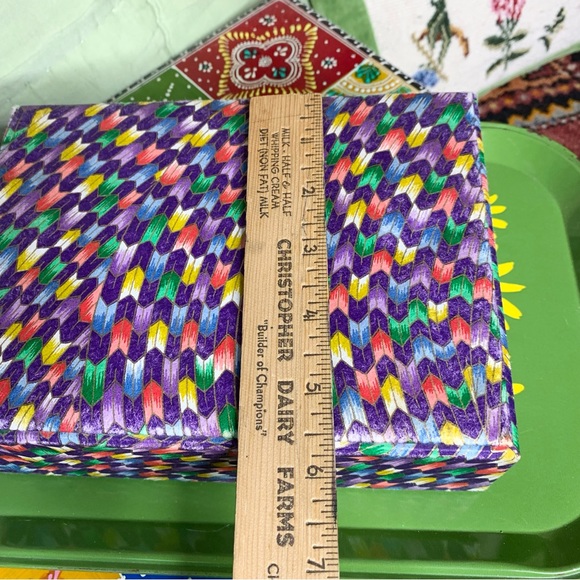 MILK · HALF & HALF
WHIPPING CREAM
DIET (NON FAT) MILK
CHRISTOPHER DAIRY FARMS
"Builder of Champions"
1
2
3
4
5
6
7